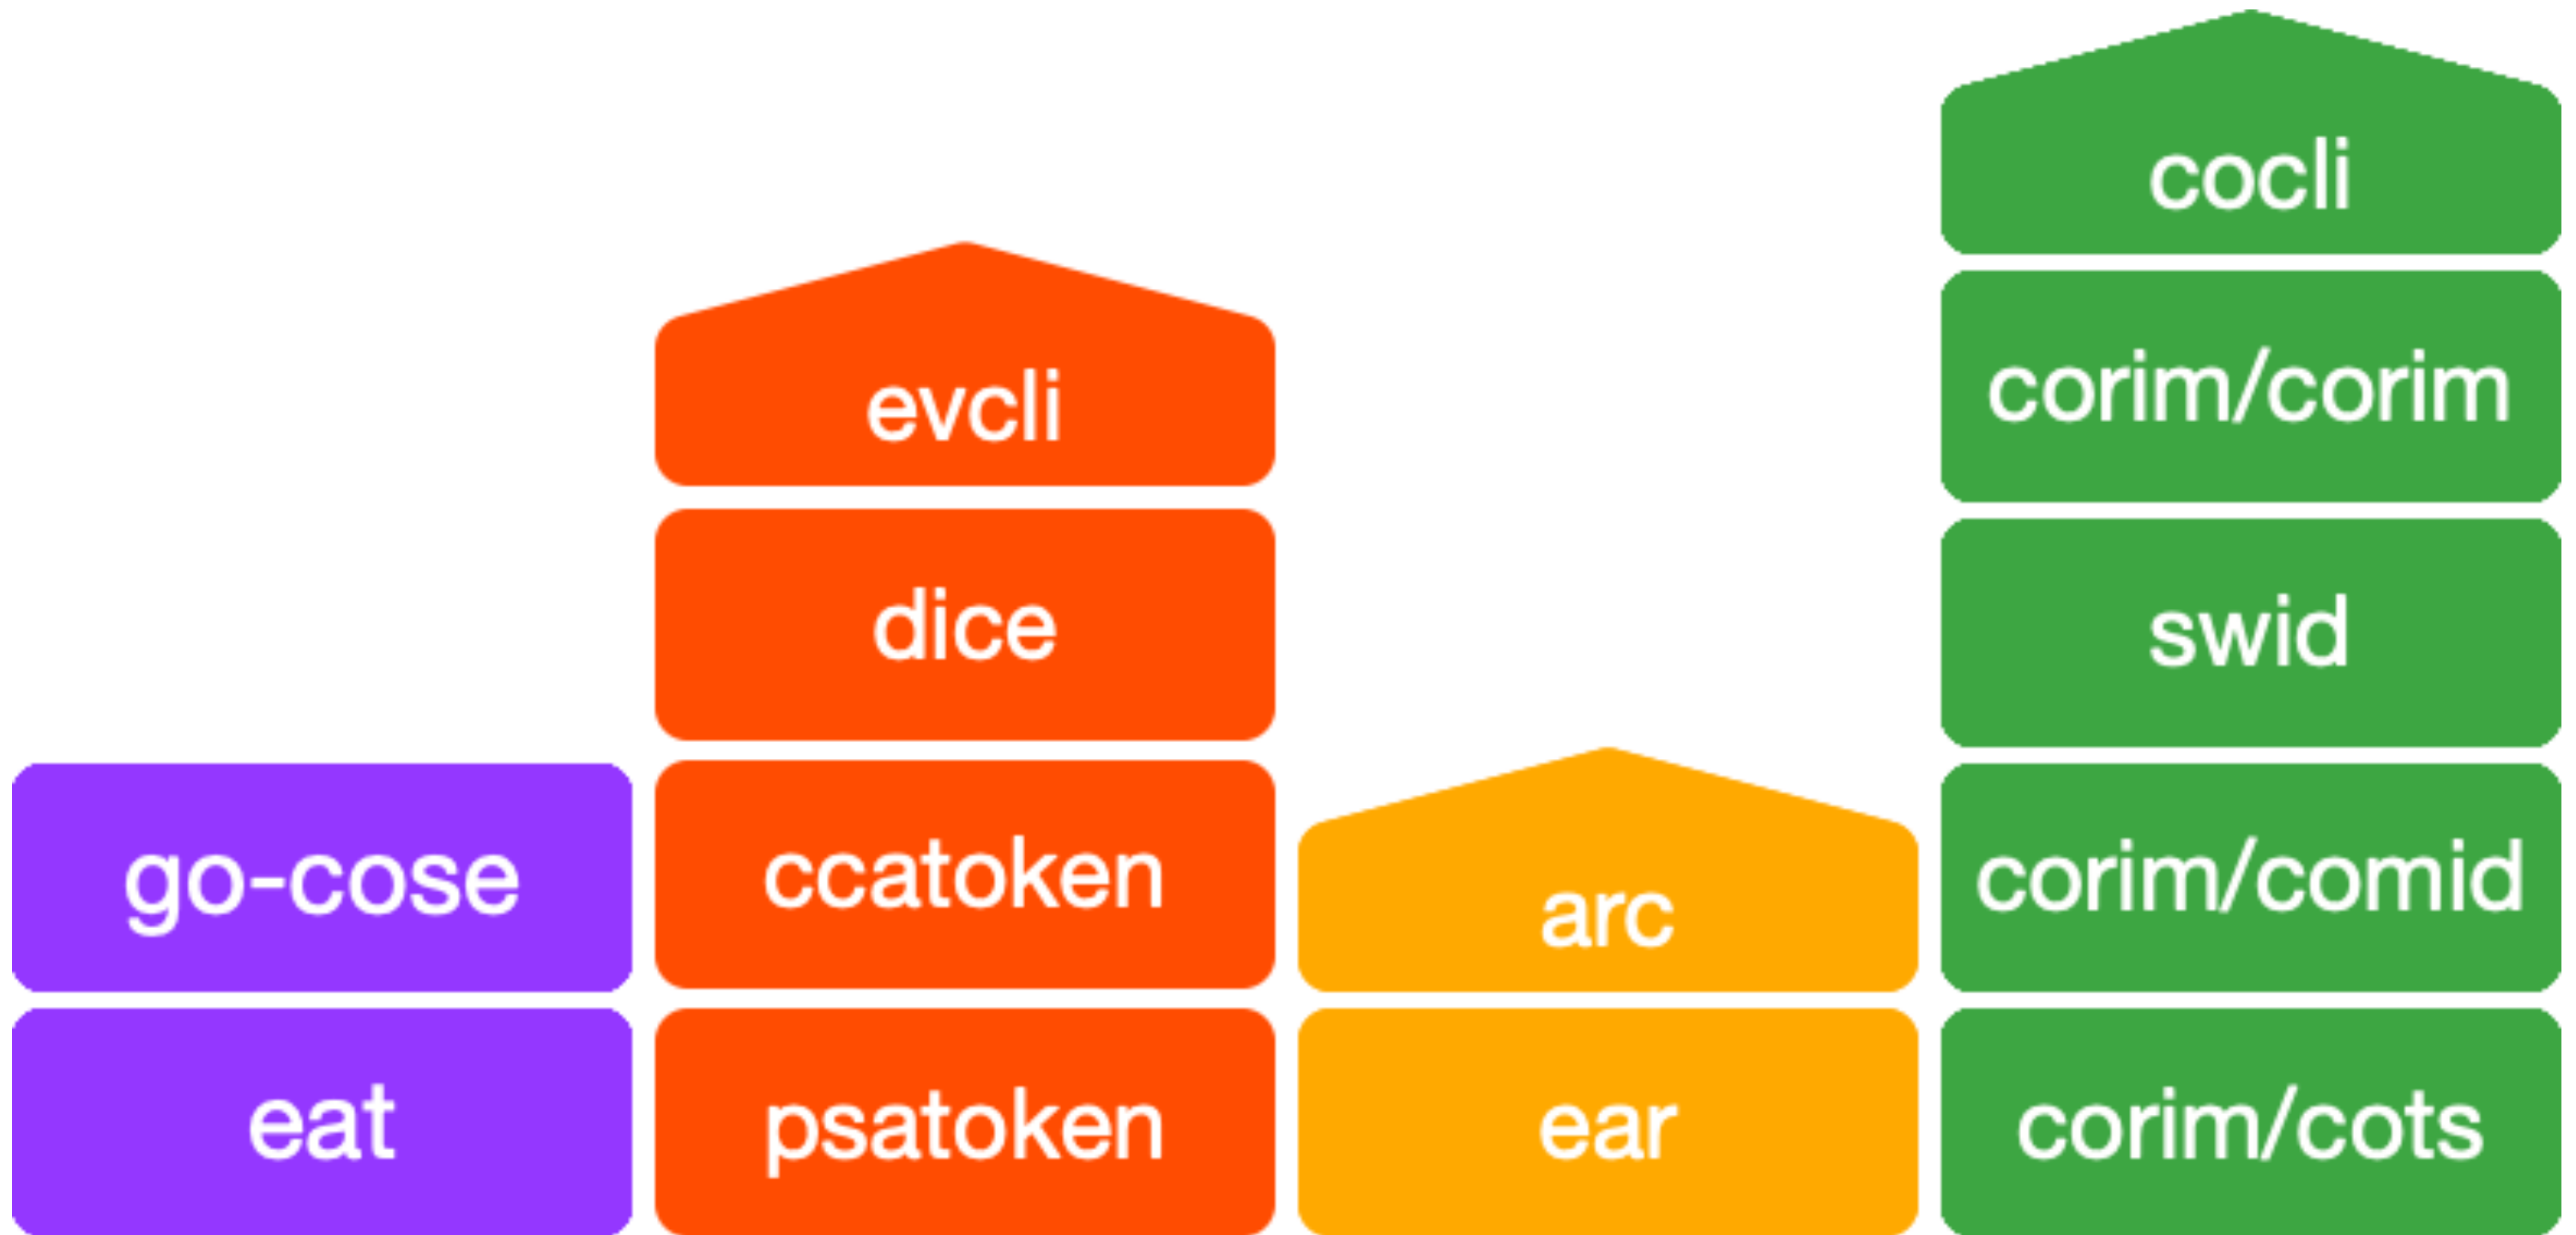 go-cose
eat
evcli
dice
ccatoken
psatoken
arc
ear
cocli
corim/corim
swid
corim/comid
corim/cots